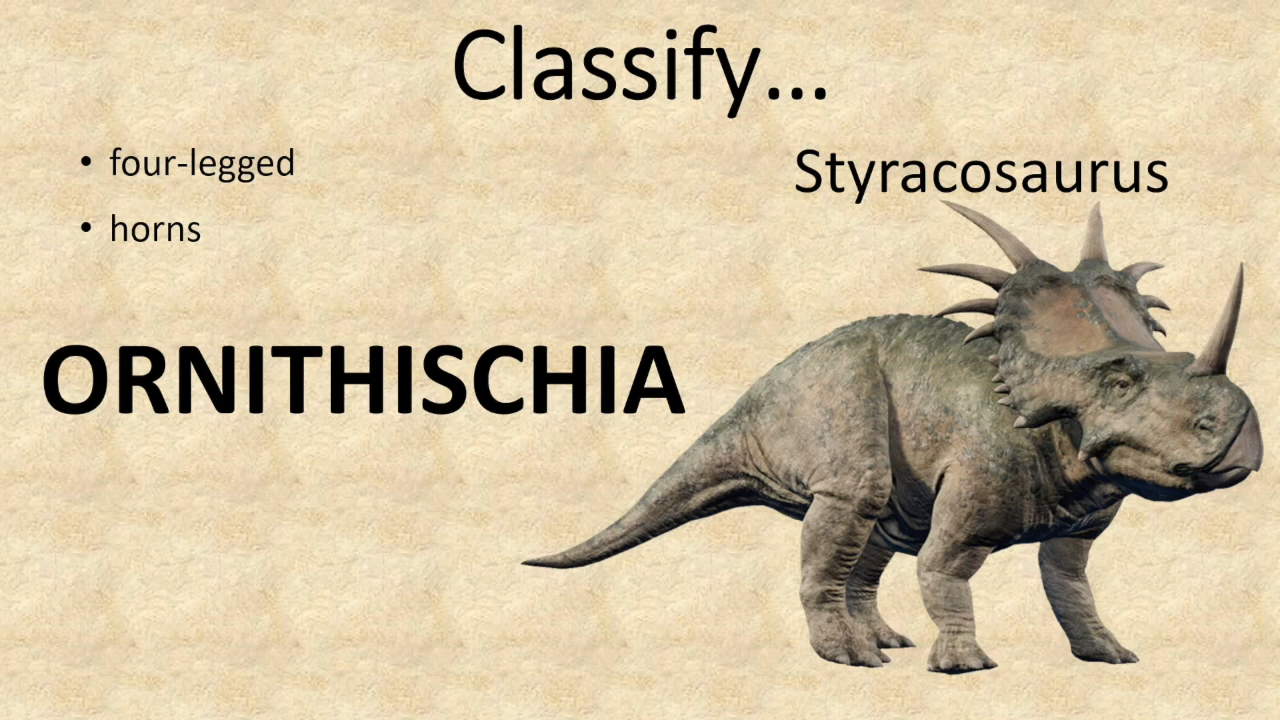 Classify...
• four-legged
• horns
Styracosaurus
ORNITHISCHIA